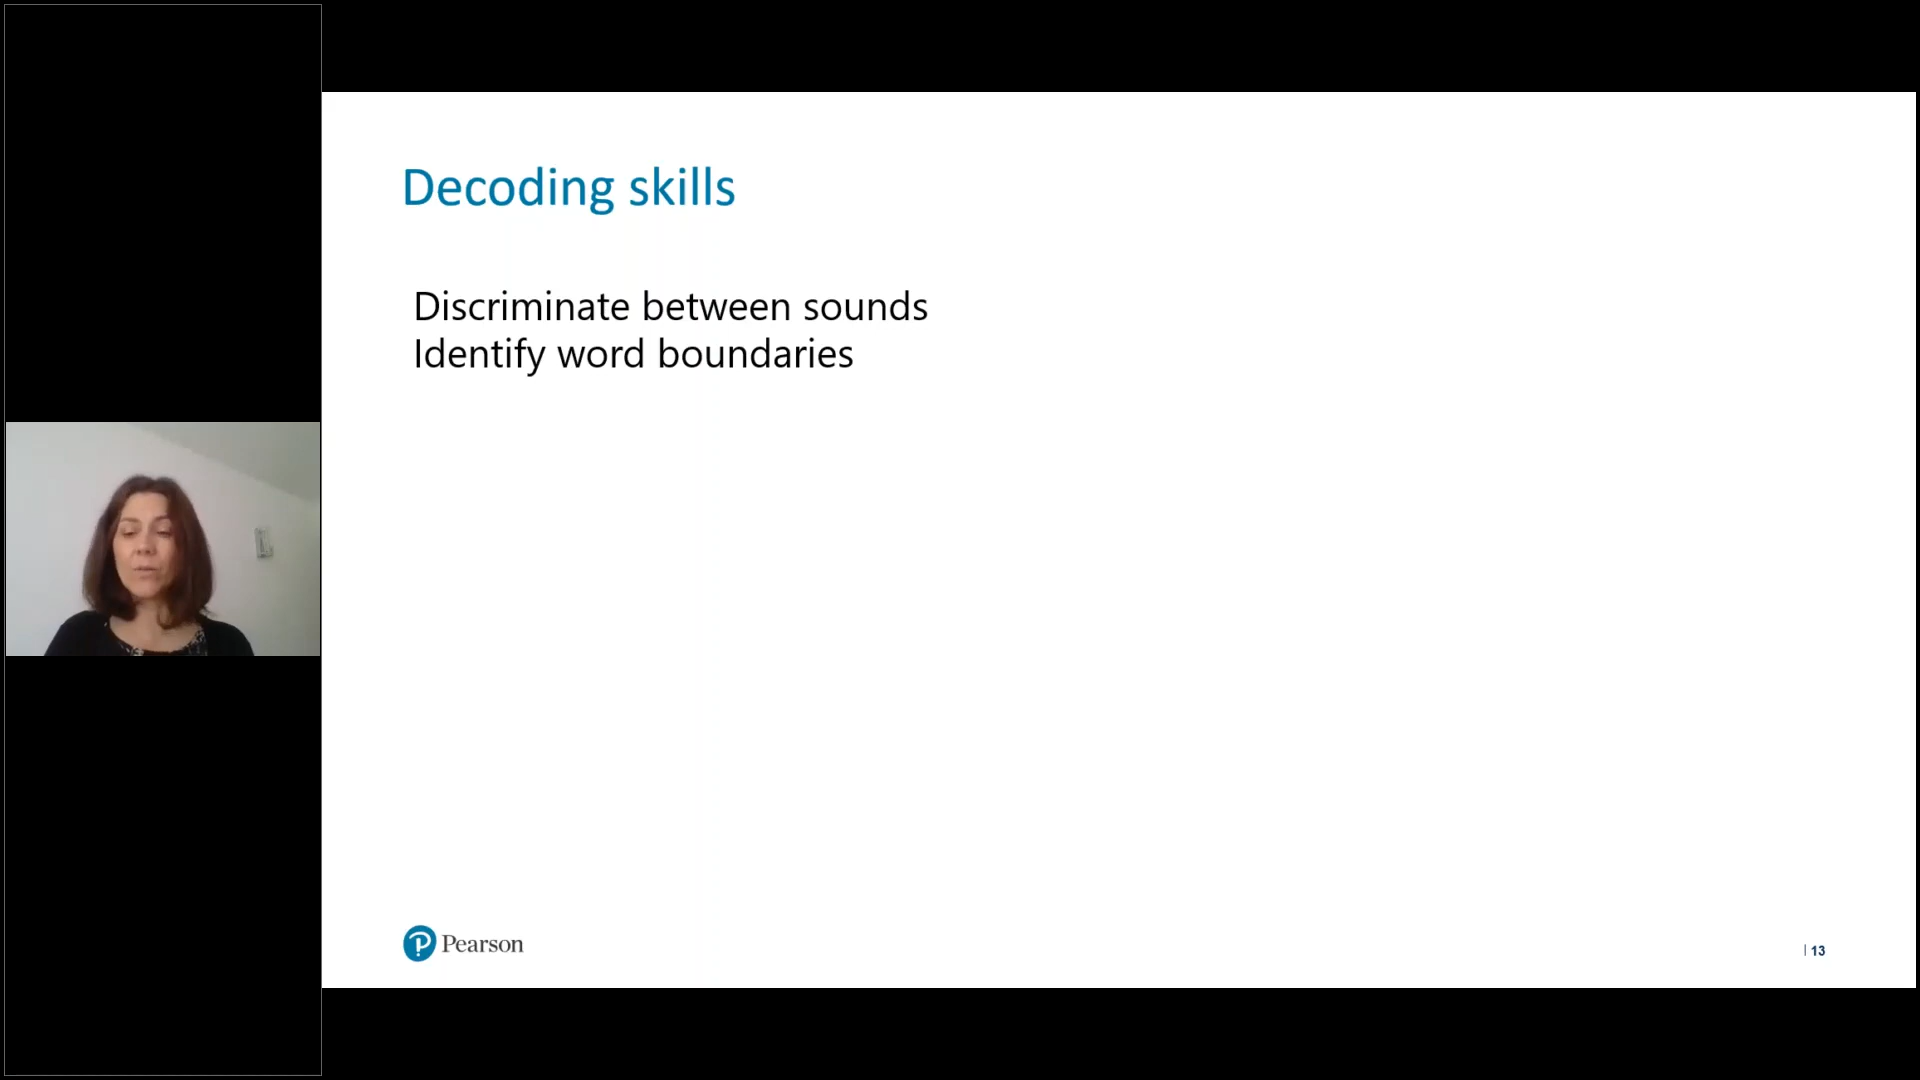 Decoding skills
Discriminate between sounds
Identify word boundaries
Pearson
| 13